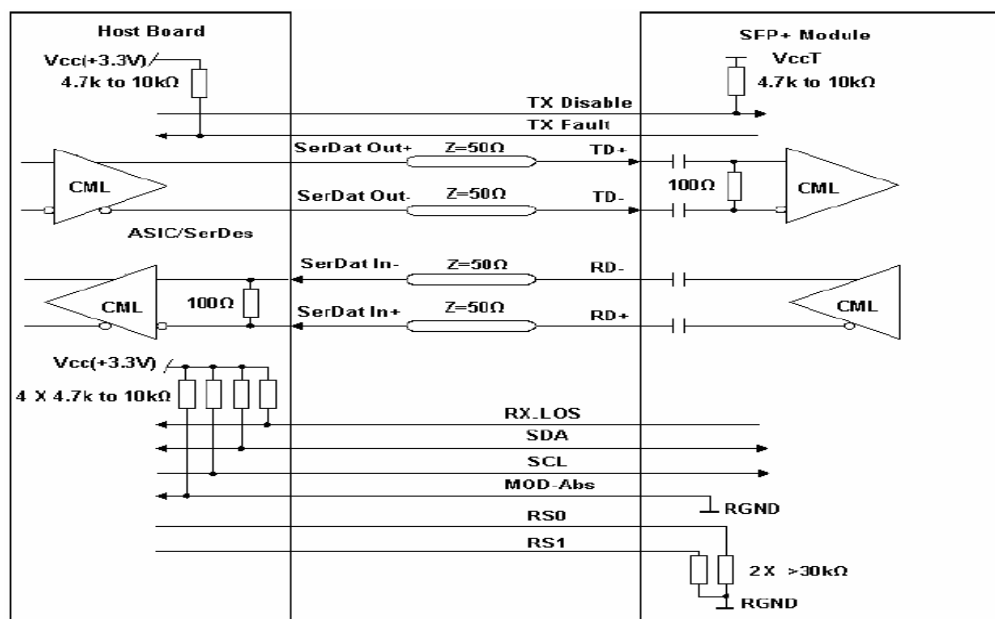 Host Board
SFP+ Module
Vcc(+3.3V)
4.7k to 10kΩ
VccT
4.7k to 10kΩ
TX Disable
TX Fault
SerDat Out+
Z=50Ω
TD+
CML
100Ω
CML
SerDat Out-
Z=50Ω
TD-
ASIC/SerDes
SerDat In-
Z=50Ω
RD-
CML
100Ω
CML
SerDat In+
Z=50Ω
RD+
Vcc(+3.3V)
4 X 4.7k to 10kΩ
RX_LOS
SDA
SCL
MOD-Abs
RGND
RS0
RS1
2X >30kΩ
RGND